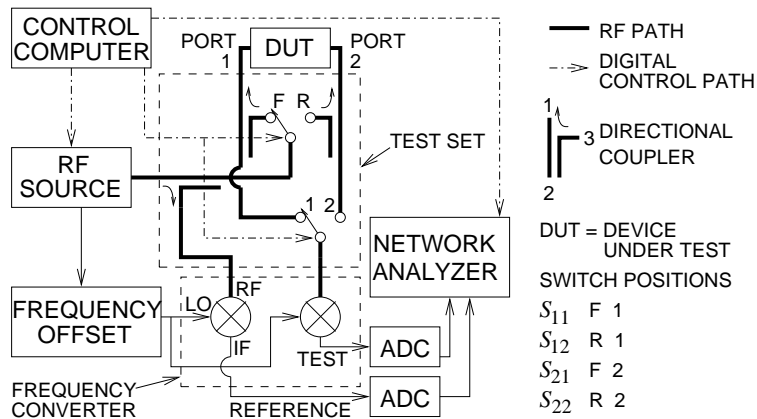 CONTROL
COMPUTER
PORT
1
DUT
PORT
2
F R
TEST SET
RF
SOURCE
1 2
NETWORK
ANALYZER
FREQUENCY
OFFSET
LO
RF
IF
TEST
ADC
ADC
FREQUENCY
CONVERTER
REFERENCE
RF PATH
DIGITAL
CONTROL PATH
1
3
2
DIRECTIONAL
COUPLER
DUT = DEVICE
UNDER TEST
SWITCH POSITIONS
S11 F 1
S12 R 1
S21 F 2
S22 R 2